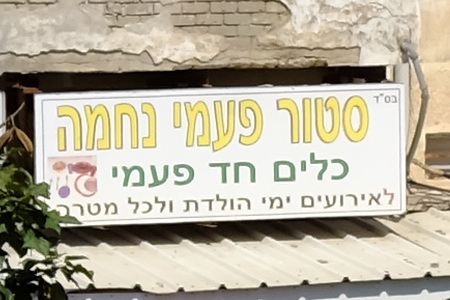 בס"ד
סטור פעמי נחמה
כלים חד פעמי
לאירועים ימי הולדת ולכל מטרה